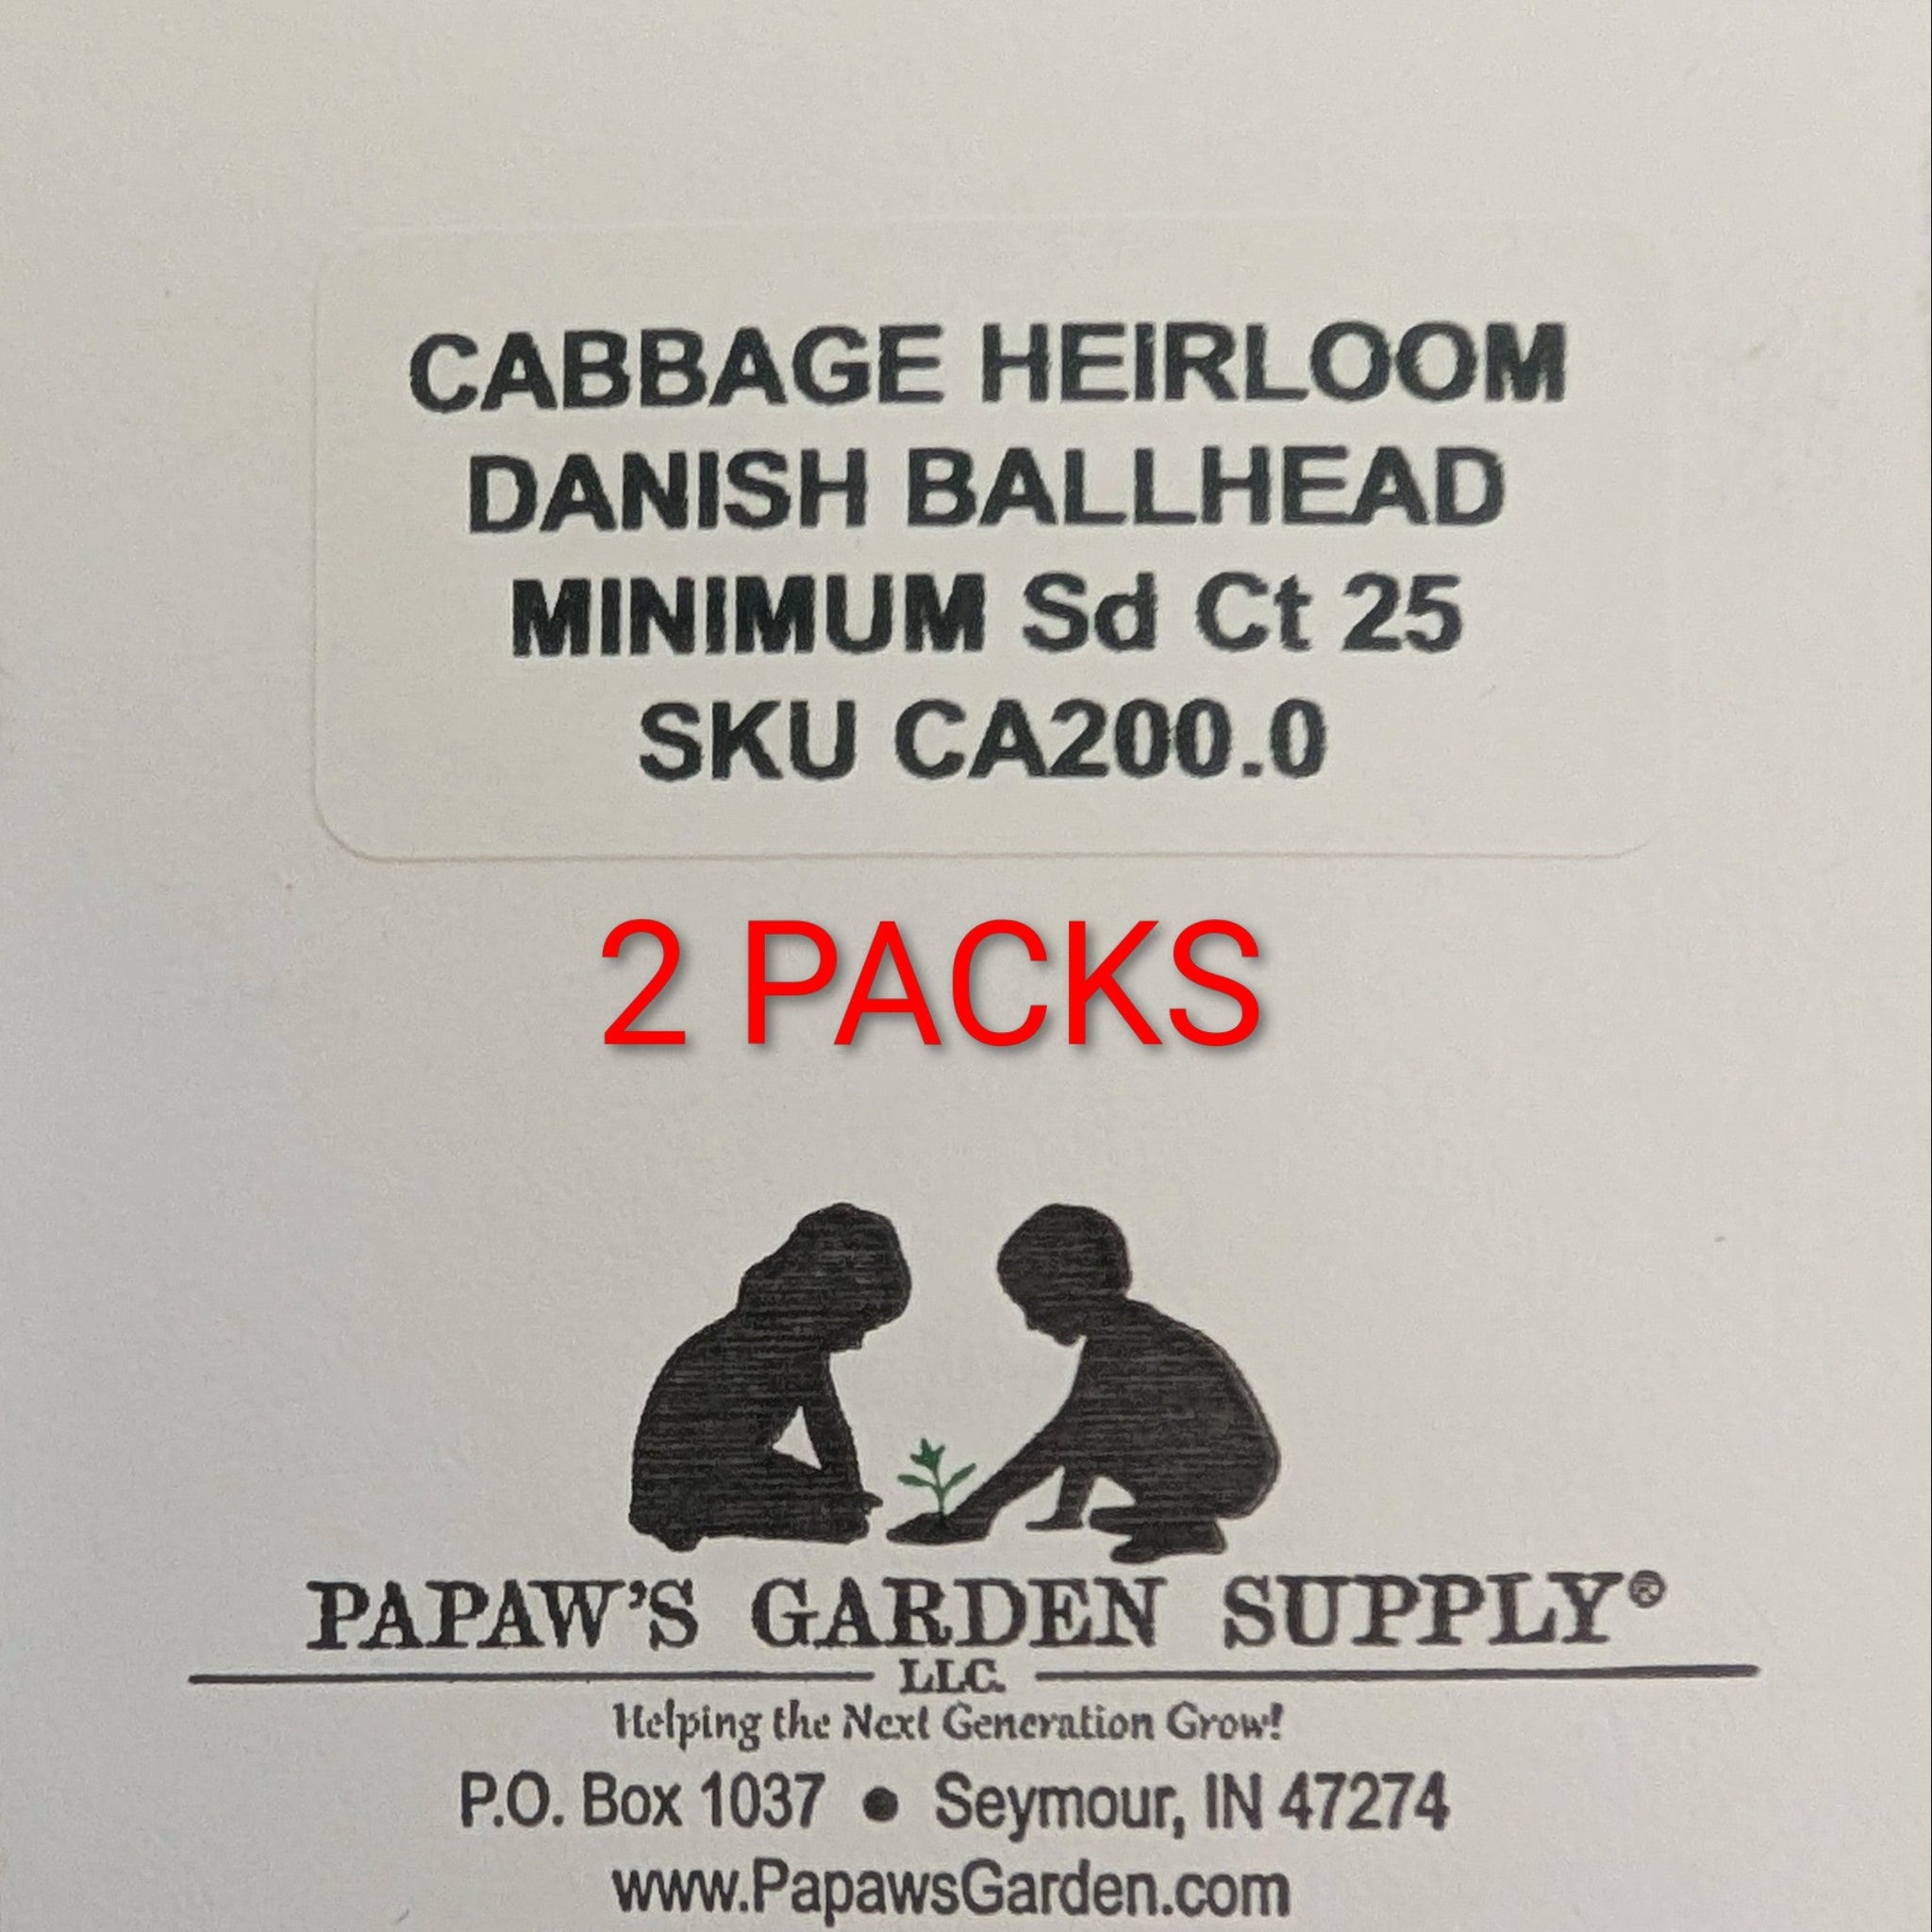 CABBAGE HEIRLOOM
DANISH BALLHEAD
MINIMUM Sd Ct 25
SKU CA200.0
2 PACKS
PAPAW'S GARDEN SUPPLY®
LLC.
Helping the Next Generation Grow!
P.O. Box 1037 • Seymour, IN 47274
www.PapawsGarden.com